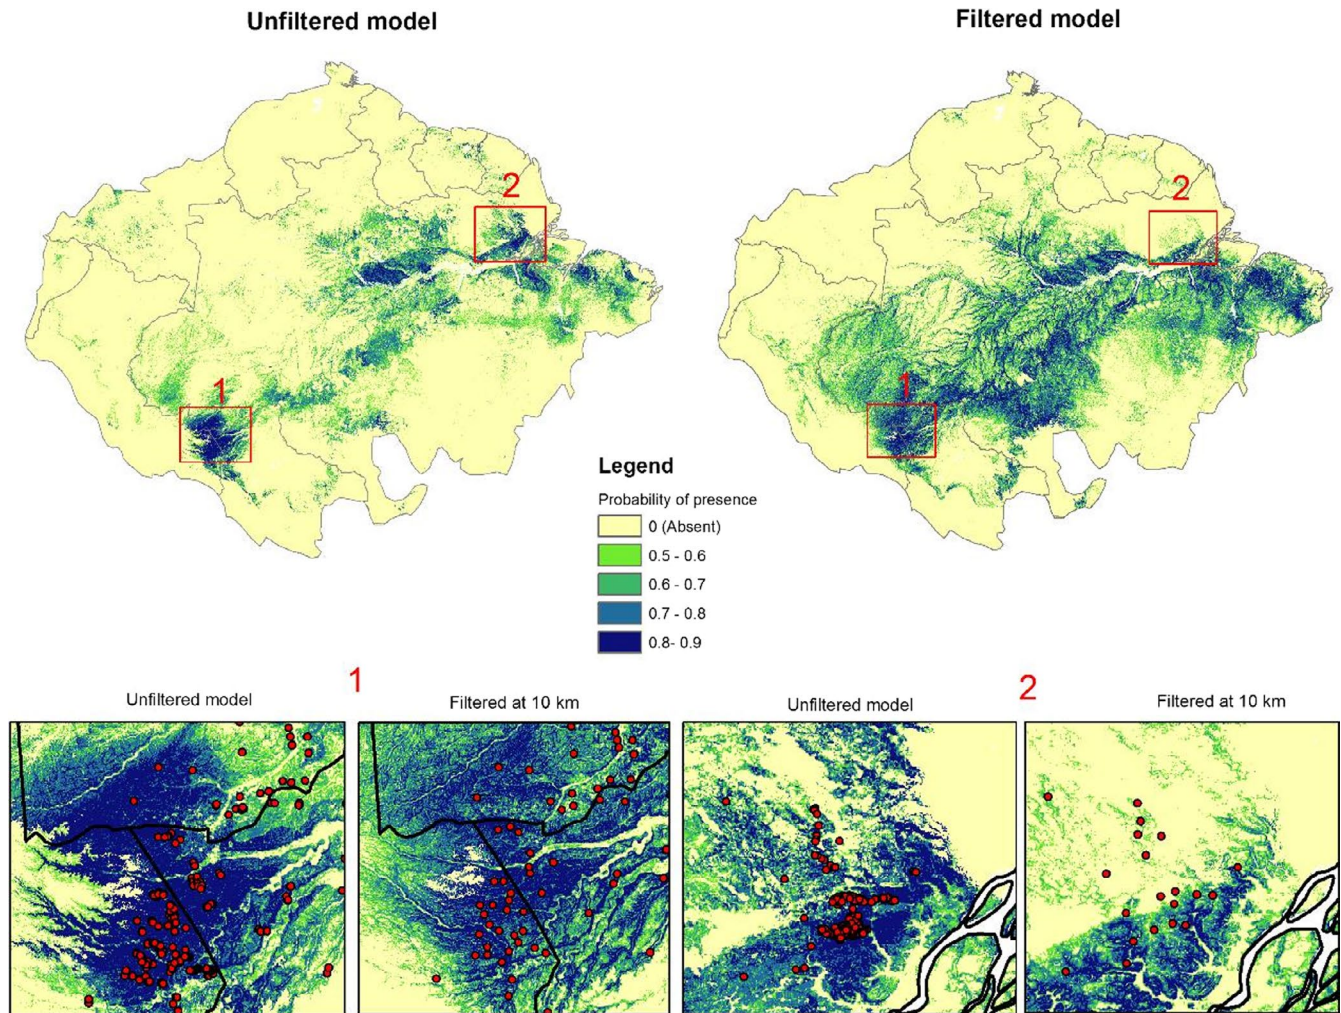 Unfiltered model
Filtered model
2
2
1
1
Legend
Probability of presence
0 (Absent)
0.5 - 0.6
0.6 - 0.7
0.7 - 0.8
0.8- 0.9
1
2
Unfiltered model
Filtered at 10 km
Unfiltered model
Filtered at 10 km